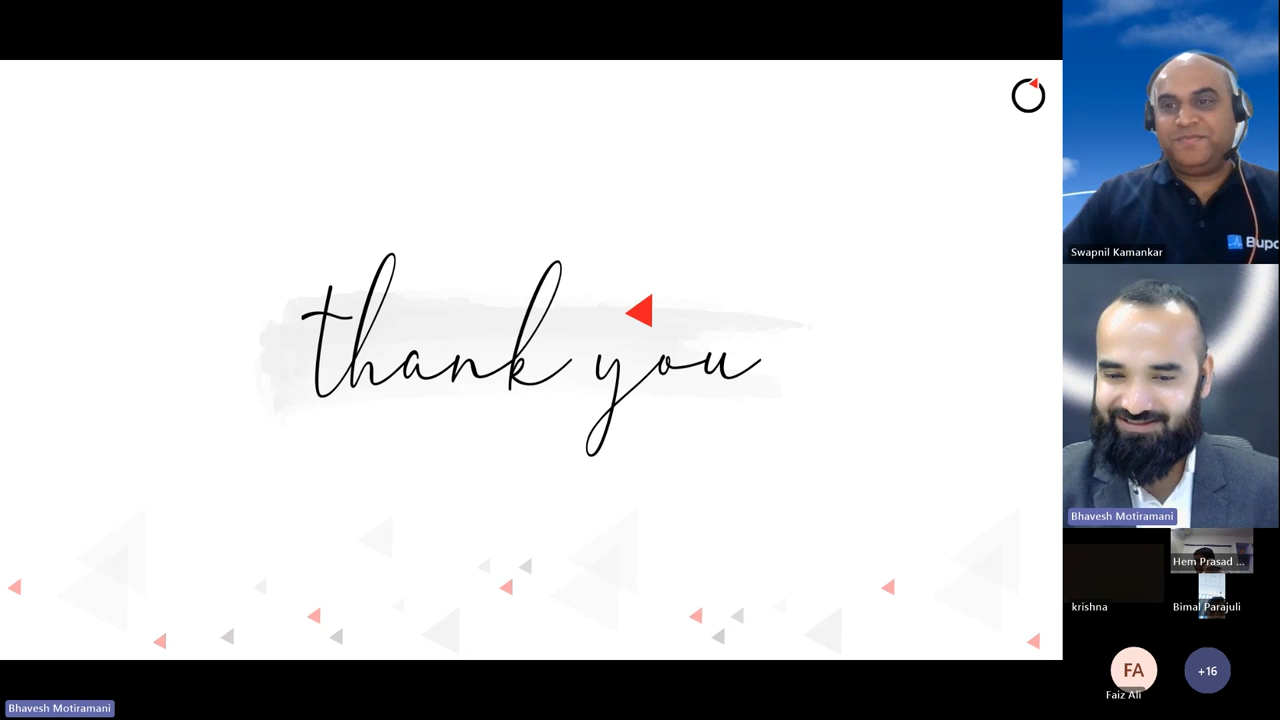 thank you
Swapnil Kamankar
Bhavesh Motiramani
Hem Prasad ...
krishna
Bimal Parajuli
FA
+16
Faiz Ali
Bhavesh Motiramani